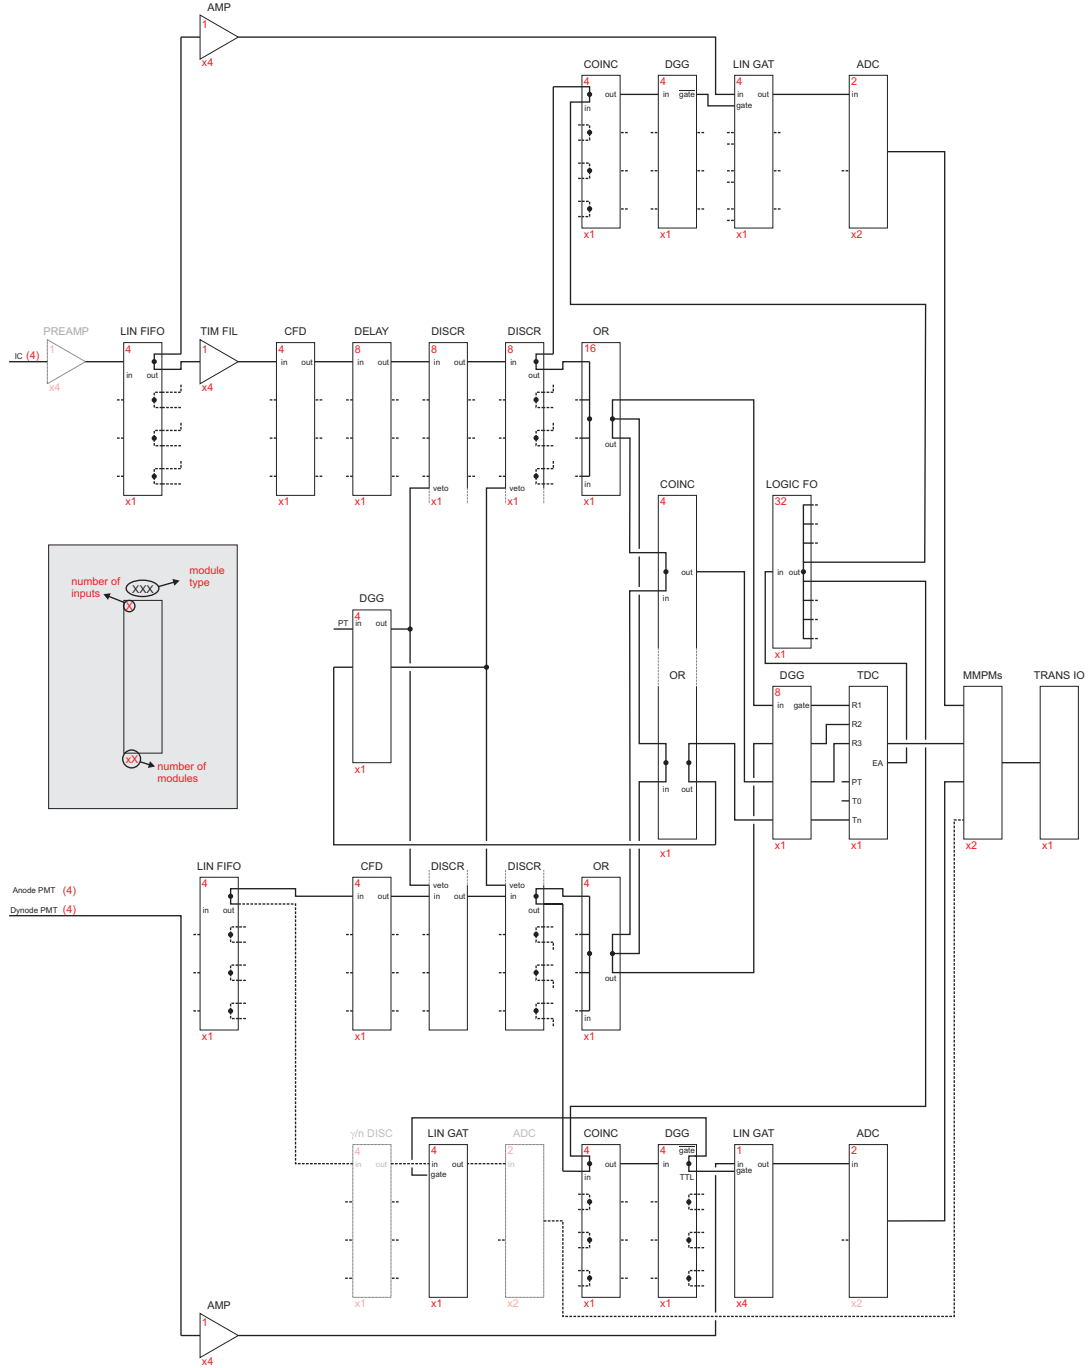 AMP
1
x4
COINC DGG LIN GAT ADC
4 4 4 2
out in gate in out in
in gate
x1 x1 x1 x2
PREAMP LIN FIFO TIM FIL CFD DELAY DISCR DISCR OR
1 4 1 4 8 8 8 16
IC (4)
in out in out in out in out in out
x4 x4
out
in
veto veto in
x1 x1 x1 x1 x1 x1
COINC LOGIC FO
4 32
out in out
in
x1
number of inputs
XXX
module type
X
xX
number of modules
DGG
4
PT in out
x1
OR
in out
x1
DGG TDC MMPMs TRANS IO
8
in gate R1
R2
R3
EA
PT
T0
Tn
x1 x1 x2 x1
LIN FIFO CFD DISCR DISCR OR
4 4 4
Anode PMT (4)
Dynode PMT (4)
in out in out veto in out veto in out
out
in
x1 x1 x1
γ/n DISC LIN GAT ADC COINC DGG LIN GAT ADC
4 4 2 4 4 1 2
in out in out in out in gate in out in
gate in TTL gate
x1 x1 x2 x1 x1 x4 x2
AMP
1
x4